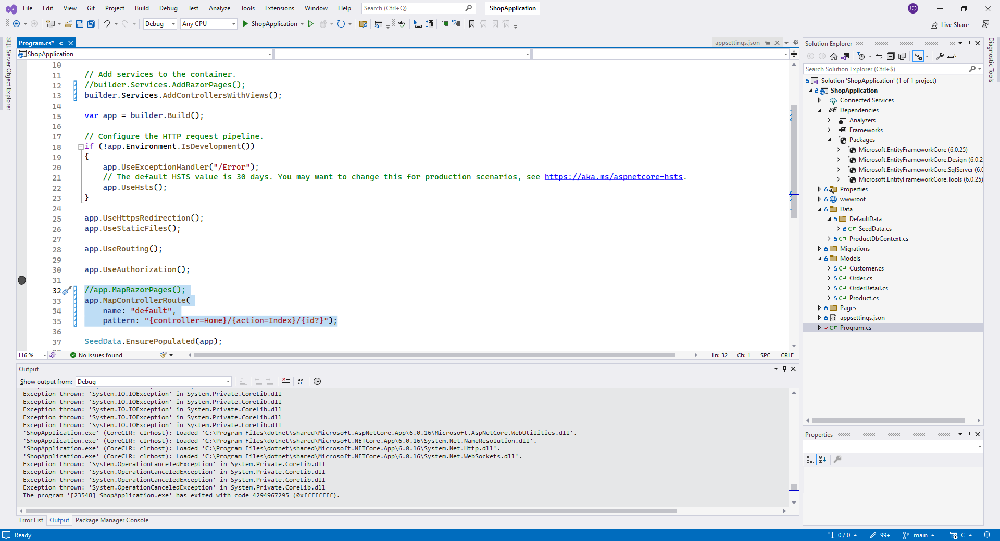 File Edit View Git Project Build Debug Test Analyze Tools Extensions Window Help Search (Ctrl+Q) ShopApplication JO
Debug Any CPU ShopApplication Live Share
SQL Server Object Explorer
Program.cs* appsettings.json
ShopApplication
10
11 // Add services to the container.
12 //builder.Services.AddRazorPages();
13 builder.Services.AddControllersWithViews();
14
15 var app = builder.Build();
16
17 // Configure the HTTP request pipeline.
18 if (!app.Environment.IsDevelopment())
19 {
20 app.UseExceptionHandler("/Error");
21 // The default HSTS value is 30 days. You may want to change this for production scenarios, see https://aka.ms/aspnetcore-hsts.
22 app.UseHsts();
23 }
24
25 app.UseHttpsRedirection();
26 app.UseStaticFiles();
27
28 app.UseRouting();
29
30 app.UseAuthorization();
31
32 //app.MapRazorPages();
33 app.MapControllerRoute(
34 name: "default",
35 pattern: "{controller=Home}/{action=Index}/{id?}");
36
37 SeedData.EnsurePopulated(app);
116 % No issues found Ln: 32 Ch: 1 SPC CRLF
Output
Show output from: Debug
Exception thrown: 'System.IO.IOException' in System.Private.CoreLib.dll
Exception thrown: 'System.IO.IOException' in System.Private.CoreLib.dll
Exception thrown: 'System.IO.IOException' in System.Private.CoreLib.dll
Exception thrown: 'System.IO.IOException' in System.Private.CoreLib.dll
Exception thrown: 'System.IO.IOException' in System.Private.CoreLib.dll
'ShopApplication.exe' (CoreCLR: clrhost): Loaded 'C:\Program Files\dotnet\shared\Microsoft.AspNetCore.App\6.0.16\Microsoft.AspNetCore.WebUtilities.dll'.
'ShopApplication.exe' (CoreCLR: clrhost): Loaded 'C:\Program Files\dotnet\shared\Microsoft.NETCore.App\6.0.16\System.Net.NameResolution.dll'.
'ShopApplication.exe' (CoreCLR: clrhost): Loaded 'C:\Program Files\dotnet\shared\Microsoft.NETCore.App\6.0.16\System.Net.Http.dll'.
'ShopApplication.exe' (CoreCLR: clrhost): Loaded 'C:\Program Files\dotnet\shared\Microsoft.NETCore.App\6.0.16\System.Net.WebSockets.dll'.
Exception thrown: 'System.OperationCanceledException' in System.Private.CoreLib.dll
Exception thrown: 'System.OperationCanceledException' in System.Private.CoreLib.dll
Exception thrown: 'System.OperationCanceledException' in System.Private.CoreLib.dll
Exception thrown: 'System.OperationCanceledException' in System.Private.CoreLib.dll
The program '[23548] ShopApplication.exe' has exited with code 4294967295 (0xffffffff).
Error List Output Package Manager Console
Solution Explorer
Search Solution Explorer (Ctrl+$)
Solution 'ShopApplication' (1 of 1 project)
ShopApplication
Connected Services
Dependencies
Analyzers
Frameworks
Packages
Microsoft.EntityFrameworkCore (6.0.25)
Microsoft.EntityFrameworkCore.Design (6.0.2
Microsoft.EntityFrameworkCore.SqlServer (6.0
Microsoft.EntityFrameworkCore.Tools (6.0.25)
Properties
wwwroot
Data
DefaultData
C# SeedData.cs
C# ProductDbContext.cs
Migrations
Models
C# Customer.cs
C# Order.cs
C# OrderDetail.cs
C# Product.cs
Pages
appsettings.json
C# Program.cs
Properties
Diagnostic Tools
Ready 0 / 0 99+ main C